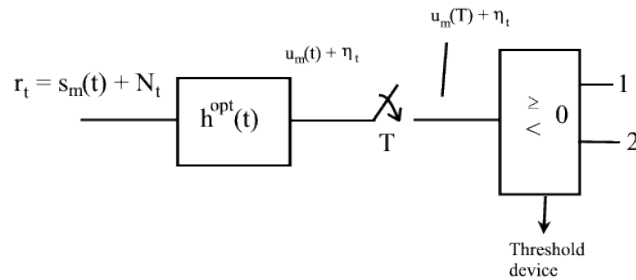 u_m(t) + η_t
u_m(T) + η_t
r_t = s_m(t) + N_t
h^opt(t)
T
≥
<
0
1
2
Threshold
device